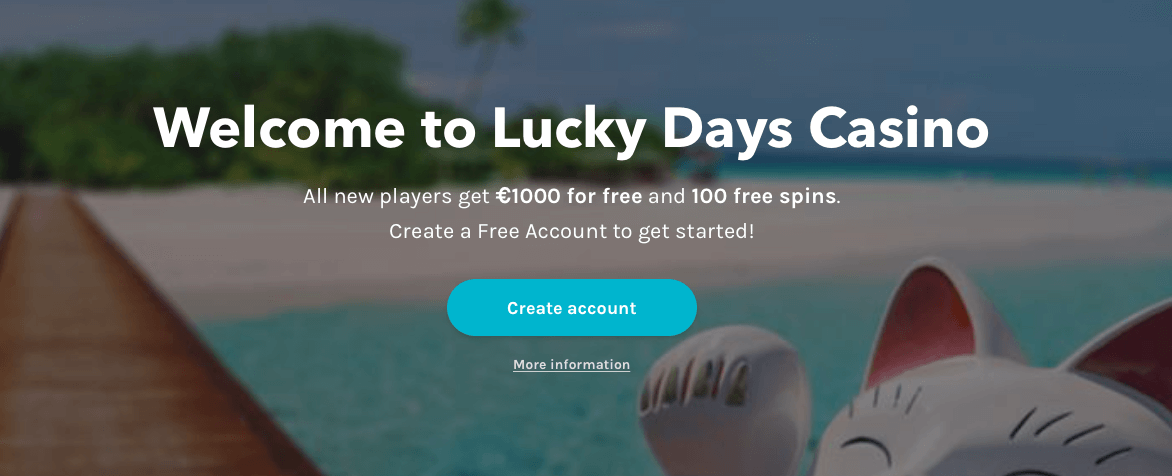 Welcome to Lucky Days Casino
All new players get €1000 for free and 100 free spins.
Create a Free Account to get started!
Create account
More information